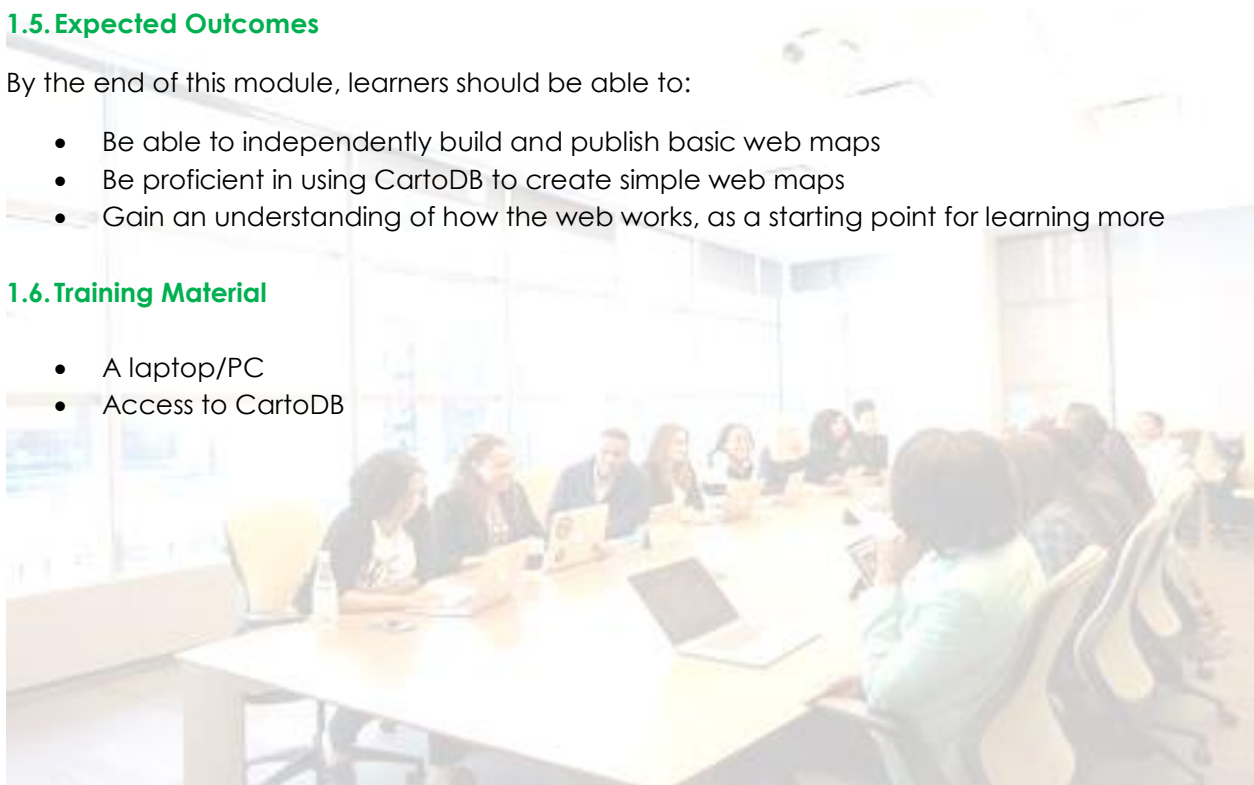 1.5. Expected Outcomes
By the end of this module, learners should be able to:
• Be able to independently build and publish basic web maps
• Be proficient in using CartoDB to create simple web maps
• Gain an understanding of how the web works, as a starting point for learning more
1.6. Training Material
• A laptop/PC
• Access to CartoDB